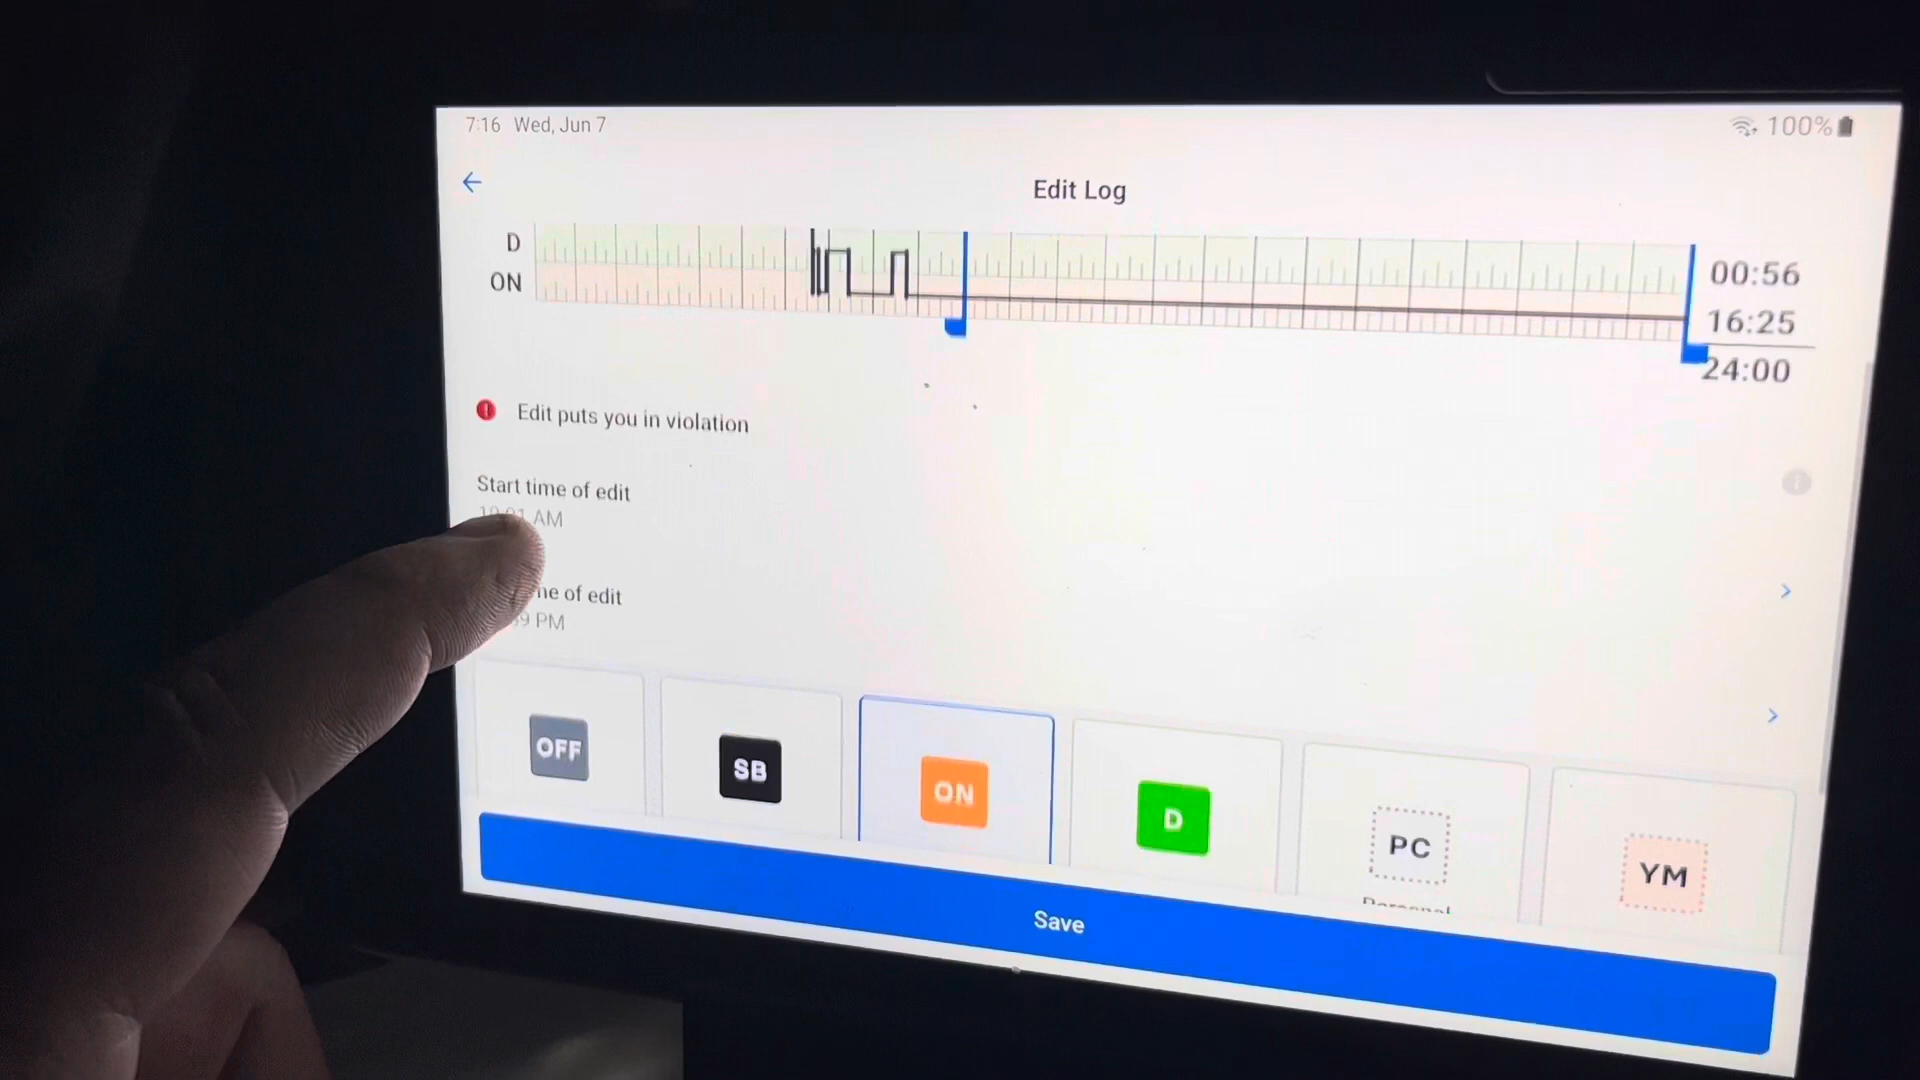 7:16 Wed, Jun 7
100%
Edit Log
D
00:56
ON
16:25
24:00
Edit puts you in violation
Start time of edit
AM
of edit
PM
OFF
SB
ON
D
PC
YM
Save